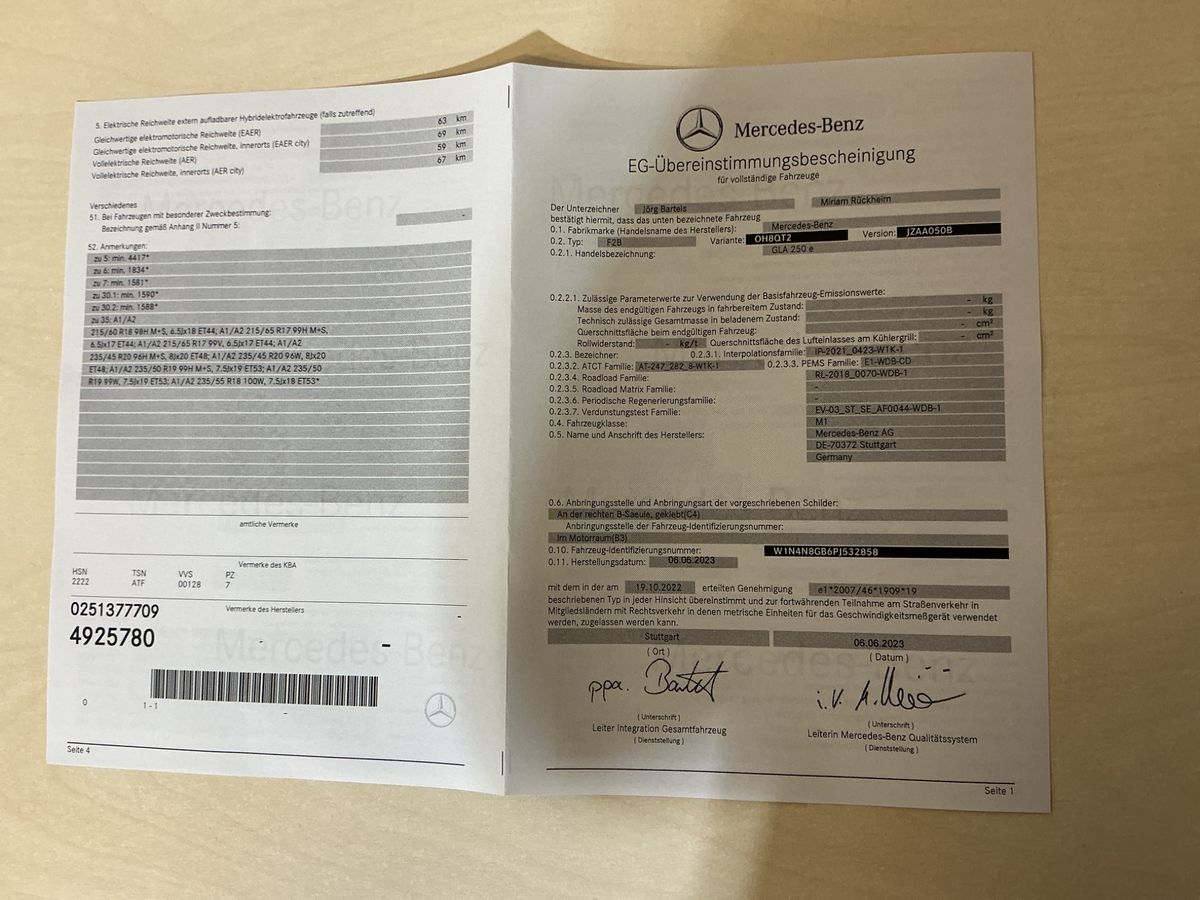 5. Elektrische Reichweite extern aufladbarer Hybridelektrofahrzeuge (falls zutreffend)
Gleichwertige elektromotorische Reichweite (EAER) 63 km
Gleichwertige elektromotorische Reichweite, innerorts (EAER city) 69 km
Vollelektrische Reichweite (AER) 59 km
Vollelektrische Reichweite, innerorts (AER city) 67 km
Verschiedenes
51. Bei Fahrzeugen mit besonderer Zweckbestimmung: -
Bezeichnung gemäß Anhang II Nummer 5:
52. Anmerkungen:
zu 5: min. 4417*
zu 6: min. 1834*
zu 7: min. 1581*
zu 30.1: min. 1590*
zu 30.2: min. 1588*
zu 35: A1/A2
215/60 R18 98H M+S, 6.5Jx18 ET44; A1/A2 215/65 R17 99H M+S,
6.5Jx17 ET44; A1/A2 215/65 R17 99V, 6.5Jx17 ET44; A1/A2
235/45 R20 96H M+S, 8Jx20 ET48; A1/A2 235/45 R20 96W, 8Jx20
ET48; A1/A2 235/50 R19 99H M+S, 7.5Jx19 ET53; A1/A2 235/50
R19 99W, 7.5Jx19 ET53; A1/A2 235/55 R18 100W, 7.5Jx18 ET53*
amtliche Vermerke
Vermerke des KBA
HSN TSN VVS PZ
2222 ATF 00128 7
0251377709 Vermerke des Herstellers -
4925780 - -
0 1-1 -
Seite 4
Mercedes-Benz
EG-Übereinstimmungsbescheinigung
für vollständige Fahrzeuge
Der Unterzeichner Jörg Bartels Miriam Rückheim
bestätigt hiermit, dass das unten bezeichnete Fahrzeug
0.1. Fabrikmarke (Handelsname des Herstellers): Mercedes-Benz
0.2. Typ: F2B Variante: OH8QT2 Version: JZAA050B
0.2.1. Handelsbezeichnung: GLA 250 e
0.2.2.1. Zulässige Parameterwerte zur Verwendung der Basisfahrzeug-Emissionswerte:
Masse des endgültigen Fahrzeugs in fahrbereitem Zustand: - kg
Technisch zulässige Gesamtmasse in beladenem Zustand: - kg
Querschnittsfläche beim endgültigen Fahrzeug: - cm²
Rollwiderstand: - kg/t Querschnittsfläche des Lufteinlasses am Kühlergrill: - cm²
0.2.3. Bezeichner: 0.2.3.1. Interpolationsfamilie: IP-2021_0423-W1K-1
0.2.3.2. ATCT Familie: AT-247_282_8-W1K-1 0.2.3.3. PEMS Familie: E1-WDB-CD
0.2.3.4. Roadload Familie: RL-2018_0070-WDB-1
0.2.3.5. Roadload Matrix Familie: -
0.2.3.6. Periodische Regenerierungsfamilie: -
0.2.3.7. Verdunstungstest Familie: EV-03_ST_SE_AF0044-WDB-1
0.4. Fahrzeugklasse: M1
0.5. Name und Anschrift des Herstellers: Mercedes-Benz AG
DE-70372 Stuttgart
Germany
0.6. Anbringungsstelle und Anbringungsart der vorgeschriebenen Schilder:
An der rechten B-Saeule, geklebt(C4)
Anbringungsstelle der Fahrzeug-Identifizierungsnummer:
Im Motorraum(B3)
0.10. Fahrzeug-Identifizierungsnummer: W1N4N8GB6PJ532858
0.11. Herstellungsdatum: 06.06.2023
mit dem in der am 19.10.2022 erteilten Genehmigung e1*2007/46*1909*19
beschriebenen Typ in jeder Hinsicht übereinstimmt und zur fortwährenden Teilnahme am Straßenverkehr in
Mitgliedsländern mit Rechtsverkehr in denen metrische Einheiten für das Geschwindigkeitsmeßgerät verwendet
werden, zugelassen werden kann.
Stuttgart 06.06.2023
( Ort ) ( Datum )
ppa. i.V.
( Unterschrift ) ( Unterschrift )
Leiter Integration Gesamtfahrzeug Leiterin Mercedes-Benz Qualitätssystem
( Dienststellung ) ( Dienststellung )
Seite 1